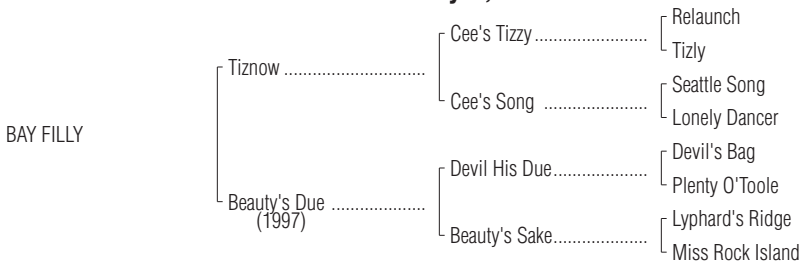 Relaunch
Cee's Tizzy
Tizly
Tiznow
Seattle Song
Cee's Song
Lonely Dancer
BAY FILLY
Devil's Bag
Devil His Due
Plenty O'Toole
Beauty's Due
(1997)
Lyphard's Ridge
Beauty's Sake
Miss Rock Island